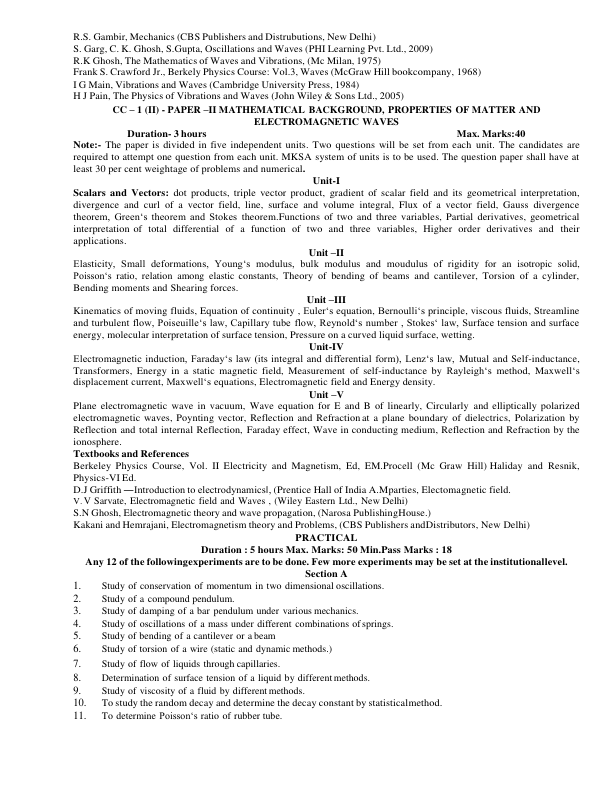 R.S. Gambir, Mechanics (CBS Publishers and Distrubutions, New Delhi)
S. Garg, C. K. Ghosh, S.Gupta, Oscillations and Waves (PHI Learning Pvt. Ltd., 2009)
R.K Ghosh, The Mathematics of Waves and Vibrations, (Mc Milan, 1975)
Frank S. Crawford Jr., Berkely Physics Course: Vol.3, Waves (McGraw Hill bookcompany, 1968)
I G Main, Vibrations and Waves (Cambridge University Press, 1984)
H J Pain, The Physics of Vibrations and Waves (John Wiley & Sons Ltd., 2005)
CC – 1 (II) - PAPER –II MATHEMATICAL BACKGROUND, PROPERTIES OF MATTER AND
ELECTROMAGNETIC WAVES
Duration- 3 hours Max. Marks:40
Note:- The paper is divided in five independent units. Two questions will be set from each unit. The candidates are
required to attempt one question from each unit. MKSA system of units is to be used. The question paper shall have at
least 30 per cent weightage of problems and numerical.
Unit-I
Scalars and Vectors: dot products, triple vector product, gradient of scalar field and its geometrical interpretation,
divergence and curl of a vector field, line, surface and volume integral, Flux of a vector field, Gauss divergence
theorem, Green‘s theorem and Stokes theorem.Functions of two and three variables, Partial derivatives, geometrical
interpretation of total differential of a function of two and three variables, Higher order derivatives and their
applications.
Unit –II
Elasticity, Small deformations, Young‘s modulus, bulk modulus and moudulus of rigidity for an isotropic solid,
Poisson‘s ratio, relation among elastic constants, Theory of bending of beams and cantilever, Torsion of a cylinder,
Bending moments and Shearing forces.
Unit –III
Kinematics of moving fluids, Equation of continuity , Euler‘s equation, Bernoulli‘s principle, viscous fluids, Streamline
and turbulent flow, Poiseuille‘s law, Capillary tube flow, Reynold‘s number , Stokes‘ law, Surface tension and surface
energy, molecular interpretation of surface tension, Pressure on a curved liquid surface, wetting.
Unit-IV
Electromagnetic induction, Faraday‘s law (its integral and differential form), Lenz‘s law, Mutual and Self-inductance,
Transformers, Energy in a static magnetic field, Measurement of self-inductance by Rayleigh‘s method, Maxwell‘s
displacement current, Maxwell‘s equations, Electromagnetic field and Energy density.
Unit –V
Plane electromagnetic wave in vacuum, Wave equation for E and B of linearly, Circularly and elliptically polarized
electromagnetic waves, Poynting vector, Reflection and Refraction at a plane boundary of dielectrics, Polarization by
Reflection and total internal Reflection, Faraday effect, Wave in conducting medium, Reflection and Refraction by the
ionosphere.
Textbooks and References
Berkeley Physics Course, Vol. II Electricity and Magnetism, Ed, EM.Procell (Mc Graw Hill) Haliday and Resnik,
Physics-VI Ed.
D.J Griffith ―Introduction to electrodynamicsl, (Prentice Hall of India A.Mparties, Electomagnetic field.
V.V Sarvate, Electromagnetic fields and Waves , (Wiley Eastern Ltd., New Delhi)
S.N Ghosh, Electromagnetic theory and wave propagation, (Narosa PublishingHouse.)
Kakani and Hemrajani, Electromagnetism theory and Problems, (CBS Publishers andDistributors, New Delhi)
PRACTICAL
Duration : 5 hours Max. Marks: 50 Min.Pass Marks : 18
Any 12 of the followingexperiments are to be done. Few more experiments may be set at the institutionallevel.
Section A
1. Study of conservation of momentum in two dimensional oscillations.
2. Study of a compound pendulum.
3. Study of damping of a bar pendulum under various mechanics.
4. Study of oscillations of a mass under different combinations of springs.
5. Study of bending of a cantilever or a beam
6. Study of torsion of a wire (static and dynamic methods.)
7. Study of flow of liquids through capillaries.
8. Determination of surface tension of a liquid by different methods.
9. Study of viscosity of a fluid by different methods.
10. To study the random decay and determine the decay constant by statisticalmethod.
11. To determine Poisson‘s ratio of rubber tube.